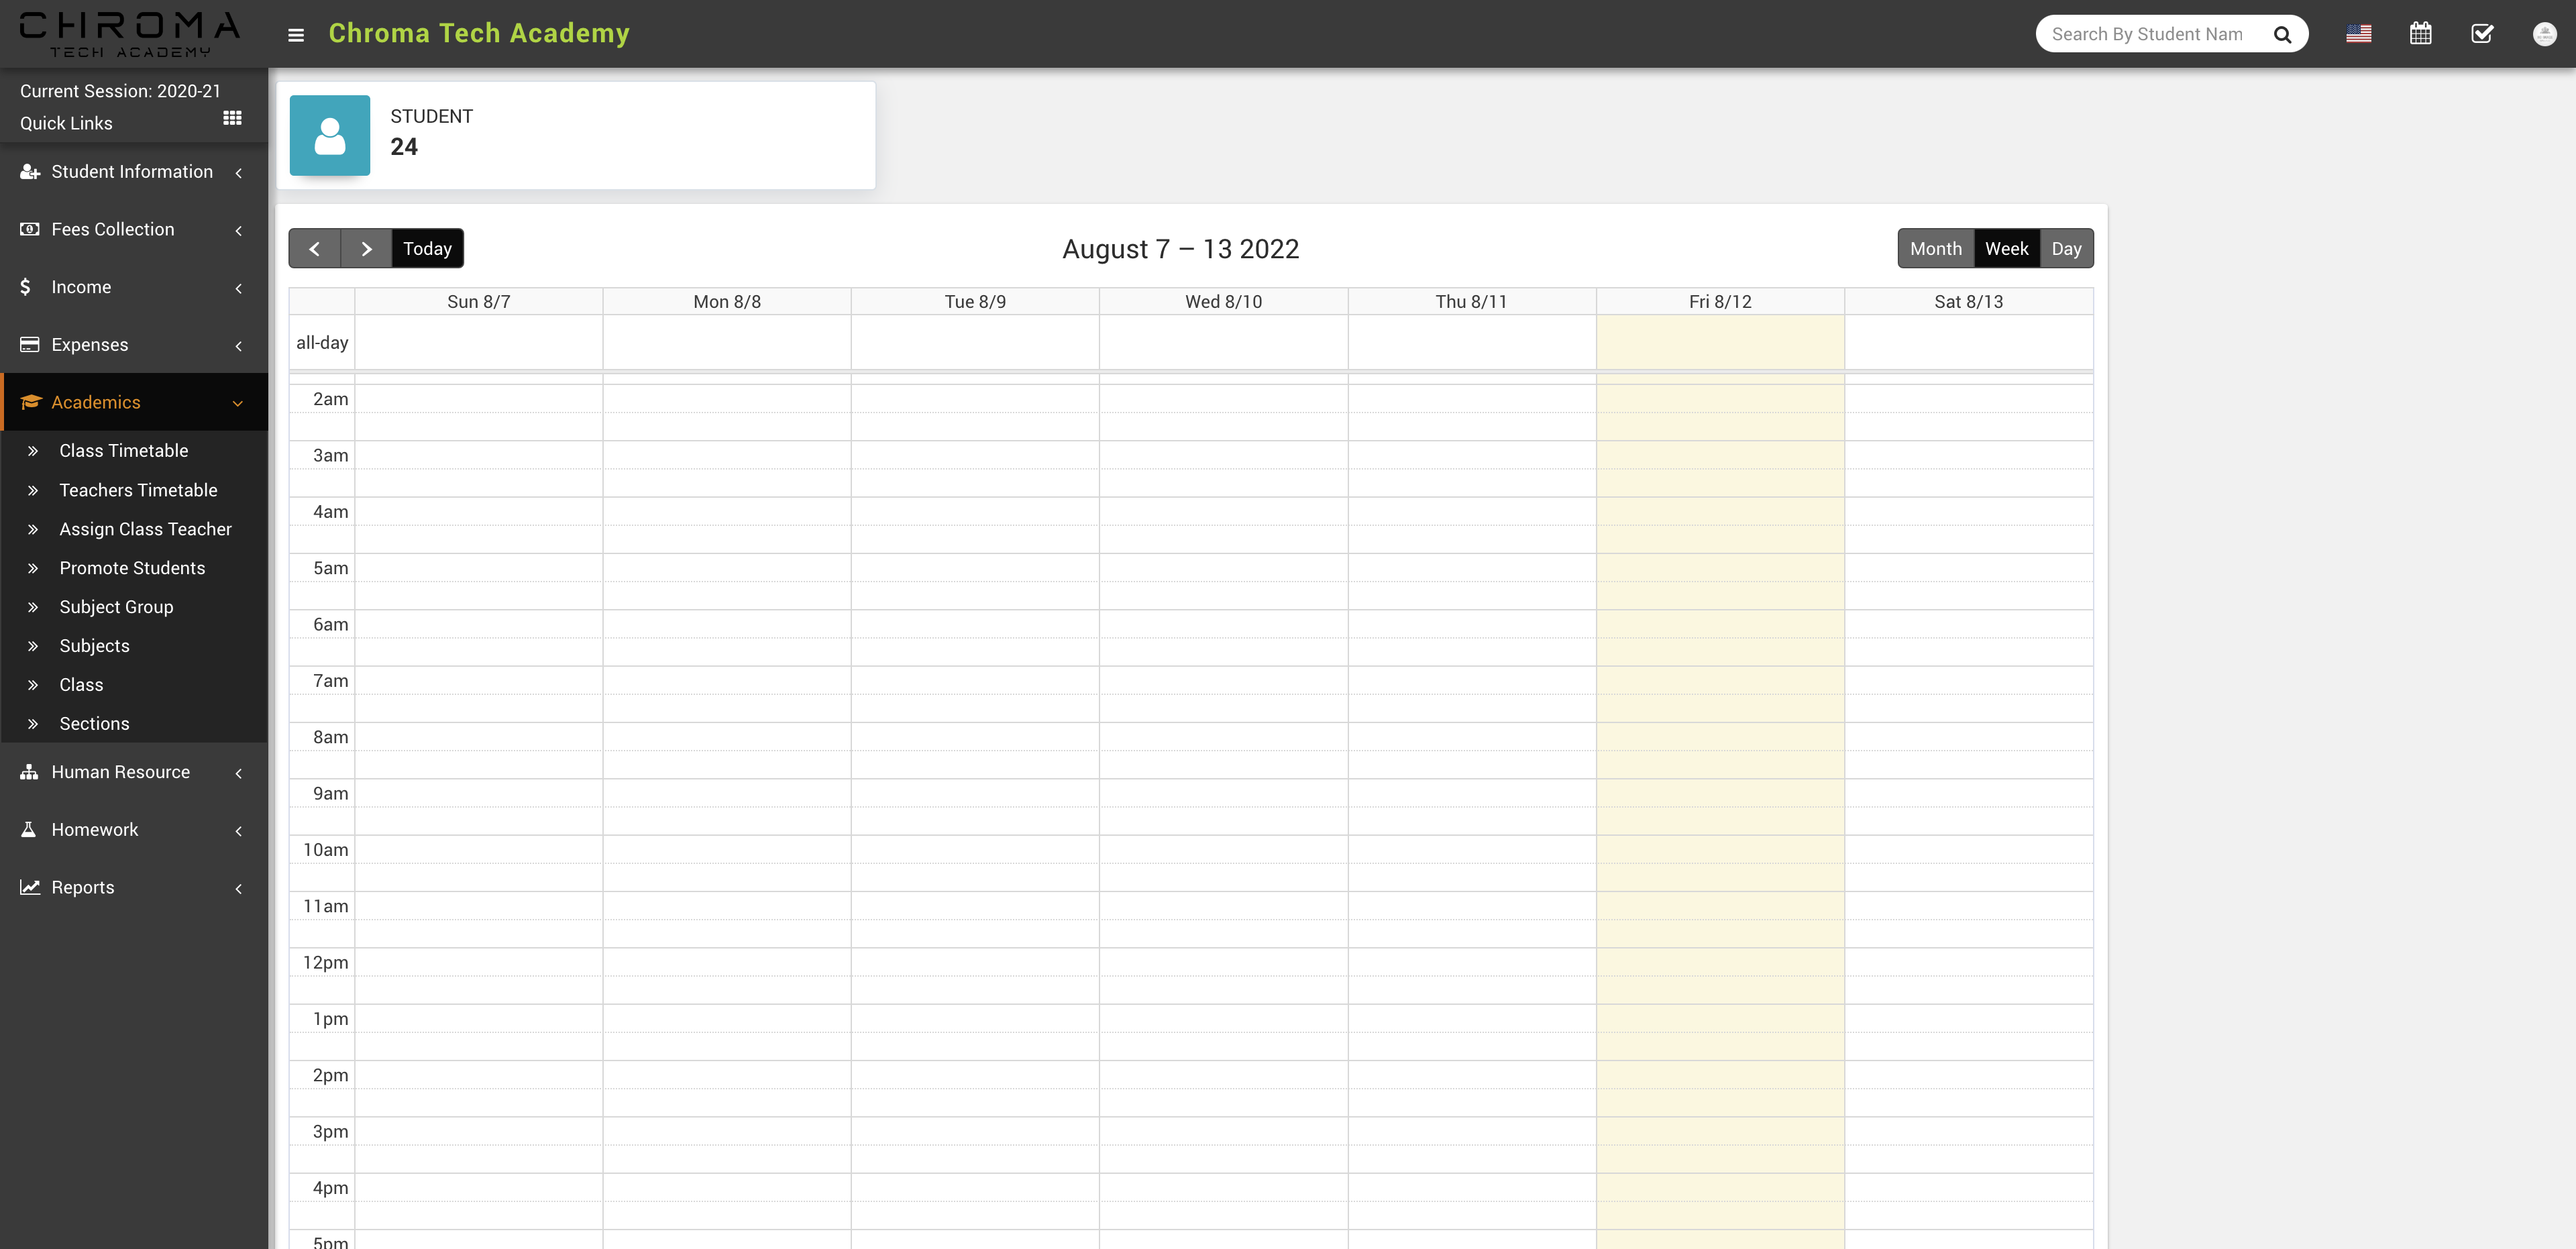 CHROMA
TECH ACADEMY
Chroma Tech Academy
Search By Student Nam
Current Session: 2020-21
Quick Links
Student Information
Fees Collection
Income
Expenses
Academics
Class Timetable
Teachers Timetable
Assign Class Teacher
Promote Students
Subject Group
Subjects
Class
Sections
Human Resource
Homework
Reports
STUDENT
24
Today
August 7 – 13 2022
Month Week Day
Sun 8/7 Mon 8/8 Tue 8/9 Wed 8/10 Thu 8/11 Fri 8/12 Sat 8/13
all-day
2am
3am
4am
5am
6am
7am
8am
9am
10am
11am
12pm
1pm
2pm
3pm
4pm
5pm